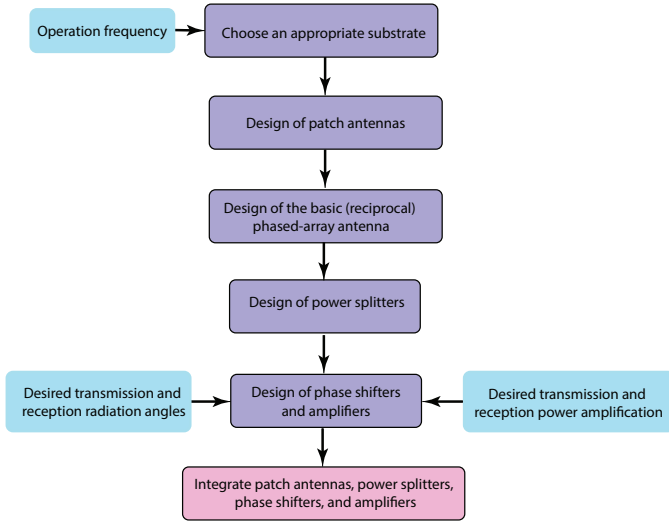 Operation frequency
Choose an appropriate substrate
Design of patch antennas
Design of the basic (reciprocal)
phased-array antenna
Design of power splitters
Desired transmission and
reception radiation angles
Design of phase shifters
and amplifiers
Desired transmission and
reception power amplification
Integrate patch antennas, power splitters,
phase shifters, and amplifiers